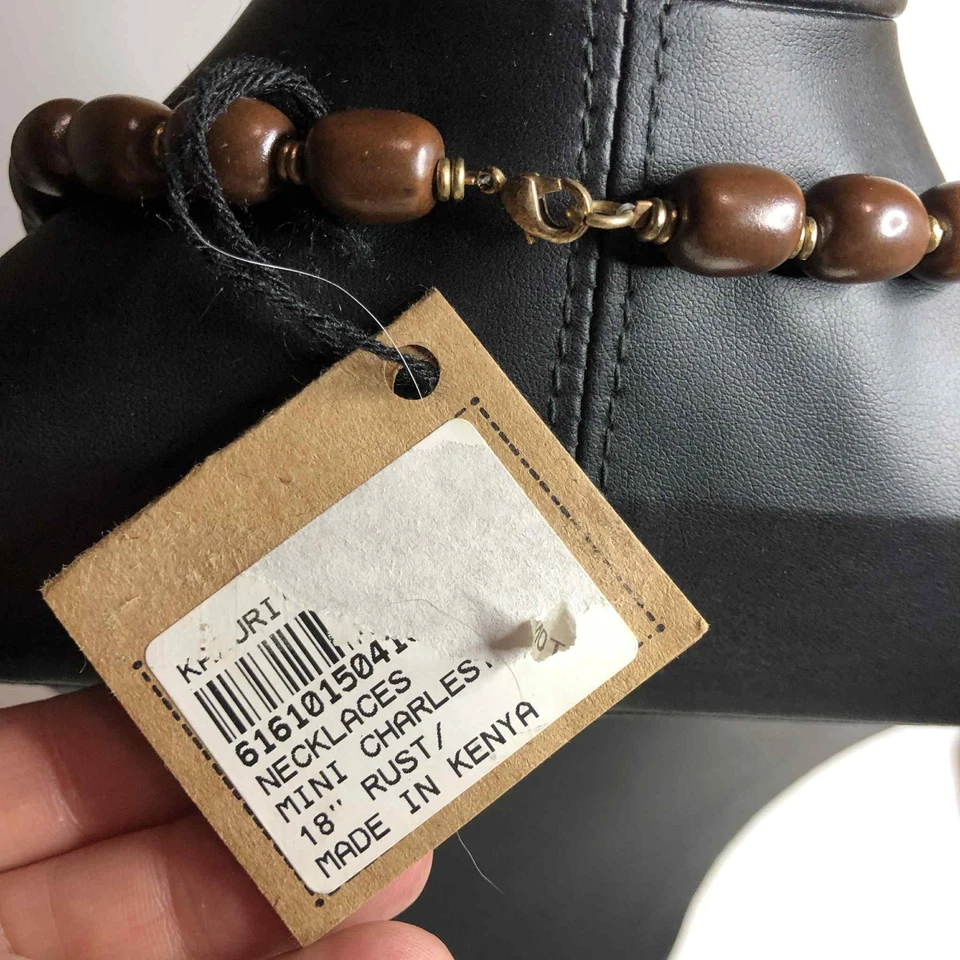 616101504
NECKLACES
MINI CHARLES
18" RUST/
MADE IN KENYA